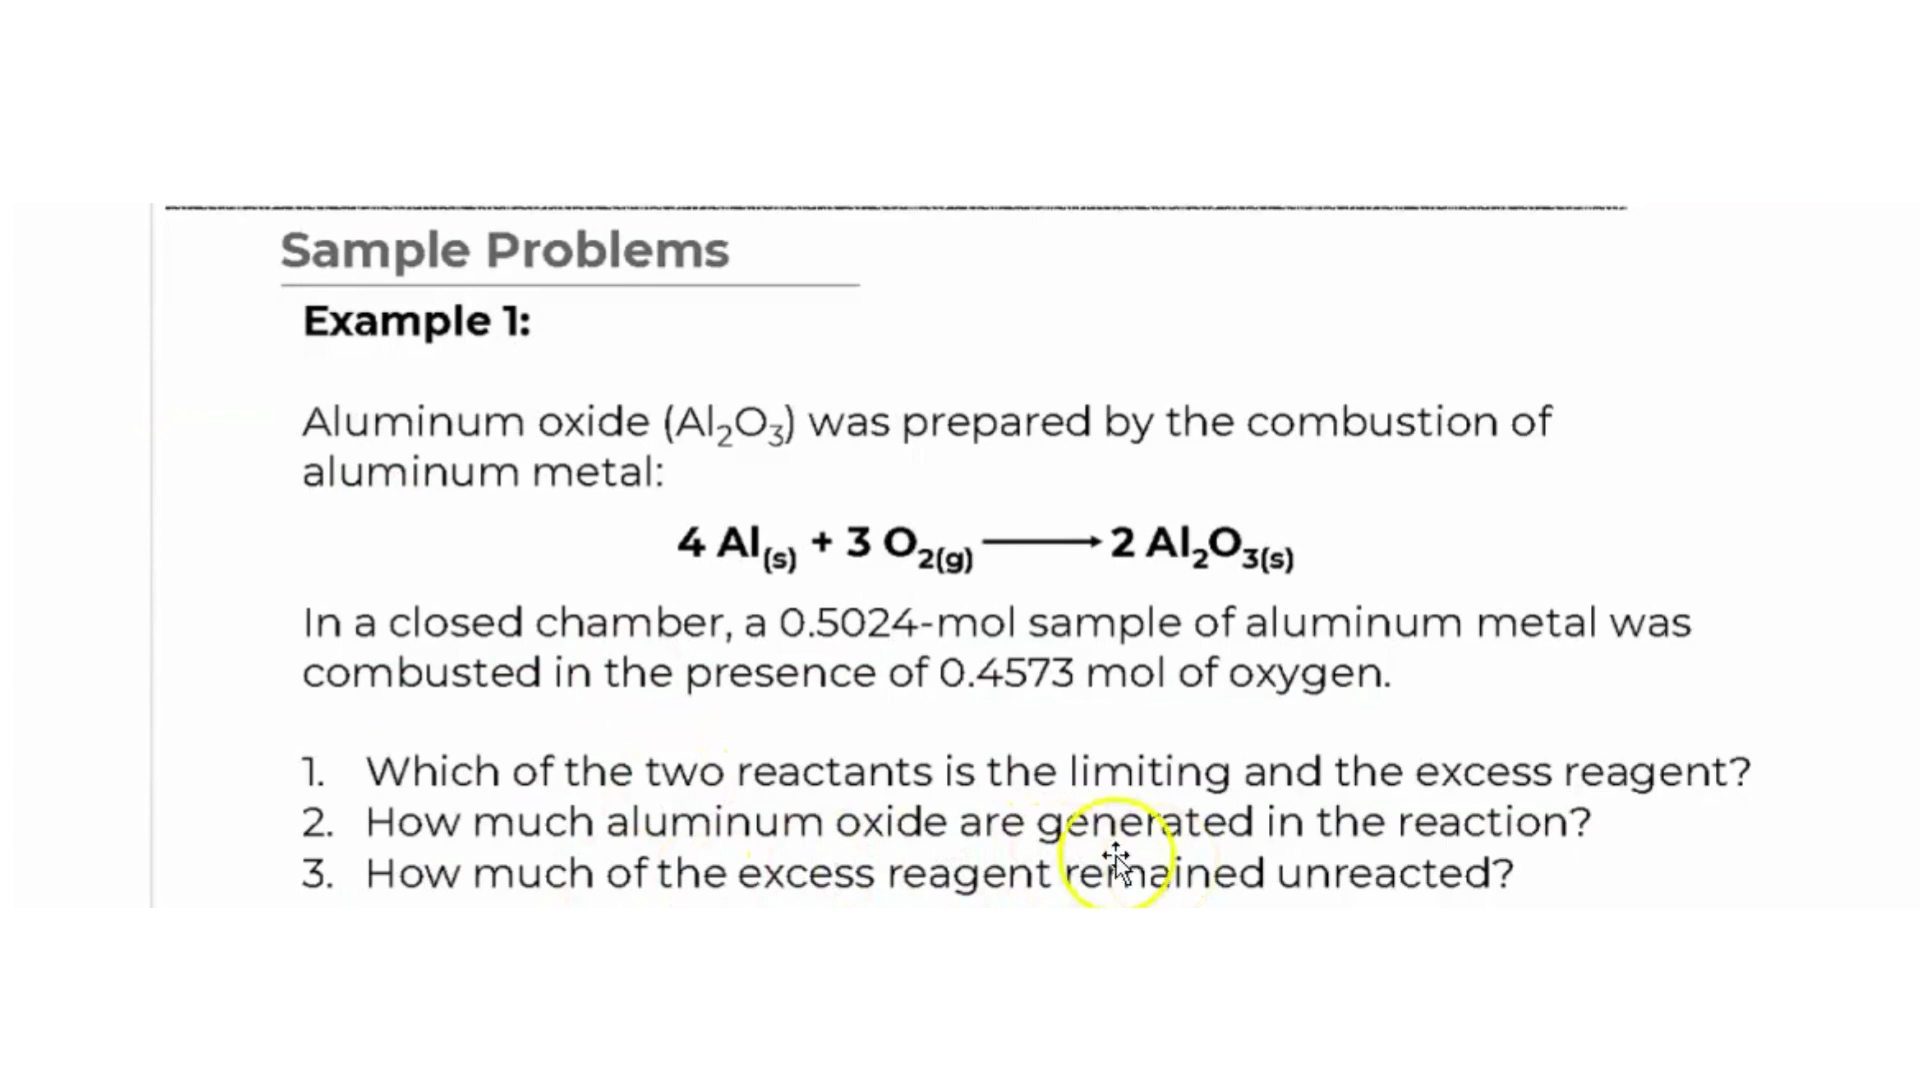 Sample Problems
Example 1:
Aluminum oxide (Al₂O₃) was prepared by the combustion of
aluminum metal:
4 Al(s) + 3 O₂(g) → 2 Al₂O₃(s)
In a closed chamber, a 0.5024-mol sample of aluminum metal was
combusted in the presence of 0.4573 mol of oxygen.
1. Which of the two reactants is the limiting and the excess reagent?
2. How much aluminum oxide are generated in the reaction?
3. How much of the excess reagent remained unreacted?